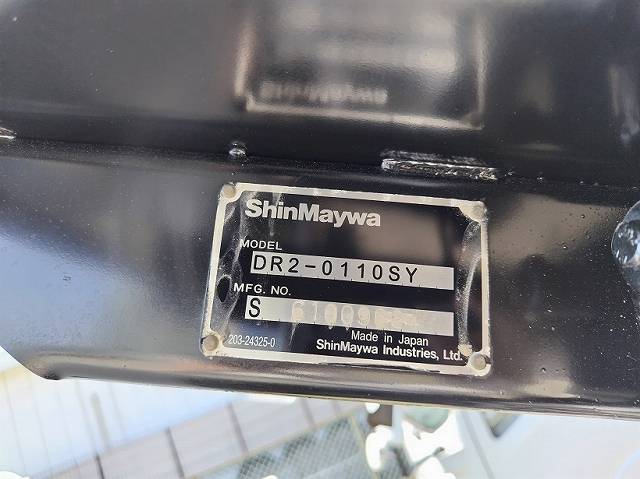 ShinMaywa
MODEL
DR2-0110SY
MFG. NO.
S
203-24325-0
Made in Japan
ShinMaywa Industries, Ltd.